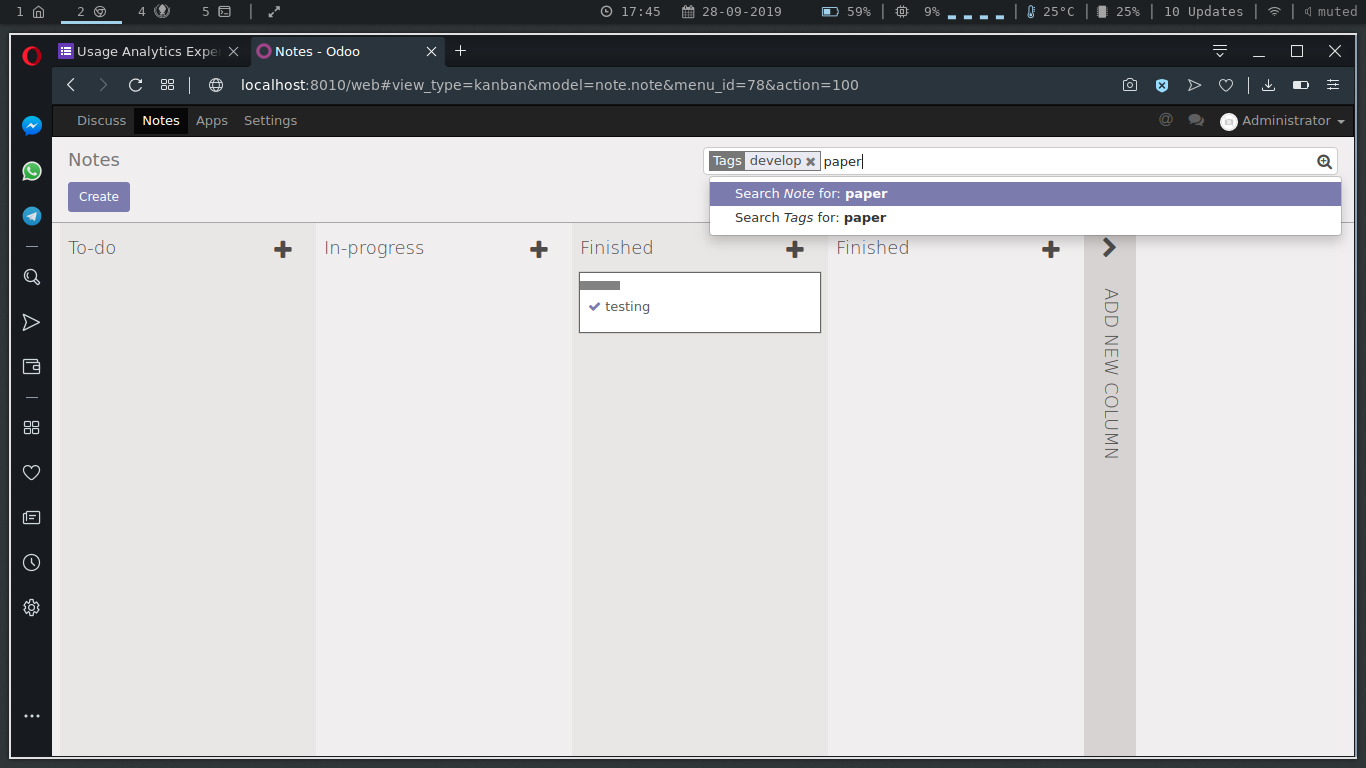 1 2 4 5 17:45 28-09-2019 59% 9% 25°C 25% 10 Updates muted
Usage Analytics Expe
Notes - Odoo
localhost:8010/web#view_type=kanban&model=note.note&menu_id=78&action=100
Discuss Notes Apps Settings @ Administrator
Notes
Tags develop paper
Create
Search Note for: paper
Search Tags for: paper
To-do In-progress Finished Finished
testing
ADD NEW COLUMN